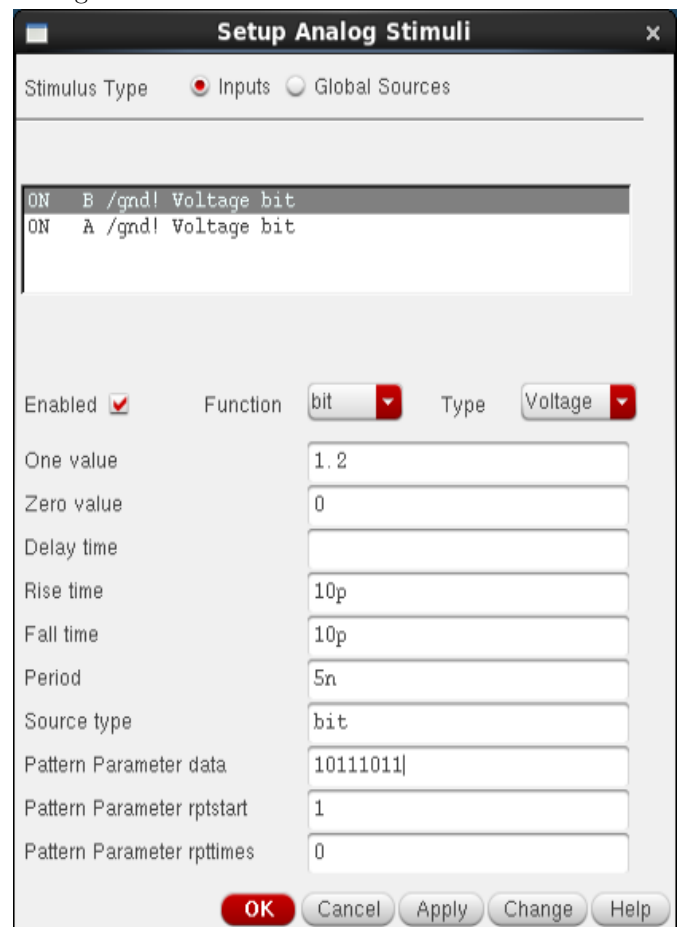 Setup Analog Stimuli ×
Stimulus Type Inputs Global Sources
ON B /gnd! Voltage bit
ON A /gnd! Voltage bit
Enabled Function bit Type Voltage
One value 1.2
Zero value 0
Delay time
Rise time 10p
Fall time 10p
Period 5n
Source type bit
Pattern Parameter data 10111011
Pattern Parameter rptstart 1
Pattern Parameter rpttimes 0
OK Cancel Apply Change Help